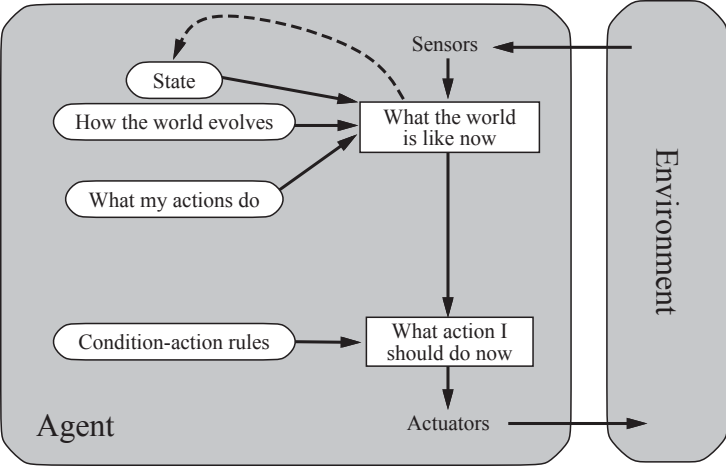 Sensors
State
How the world evolves
What the world
is like now
What my actions do
Environment
Condition-action rules
What action I
should do now
Agent
Actuators